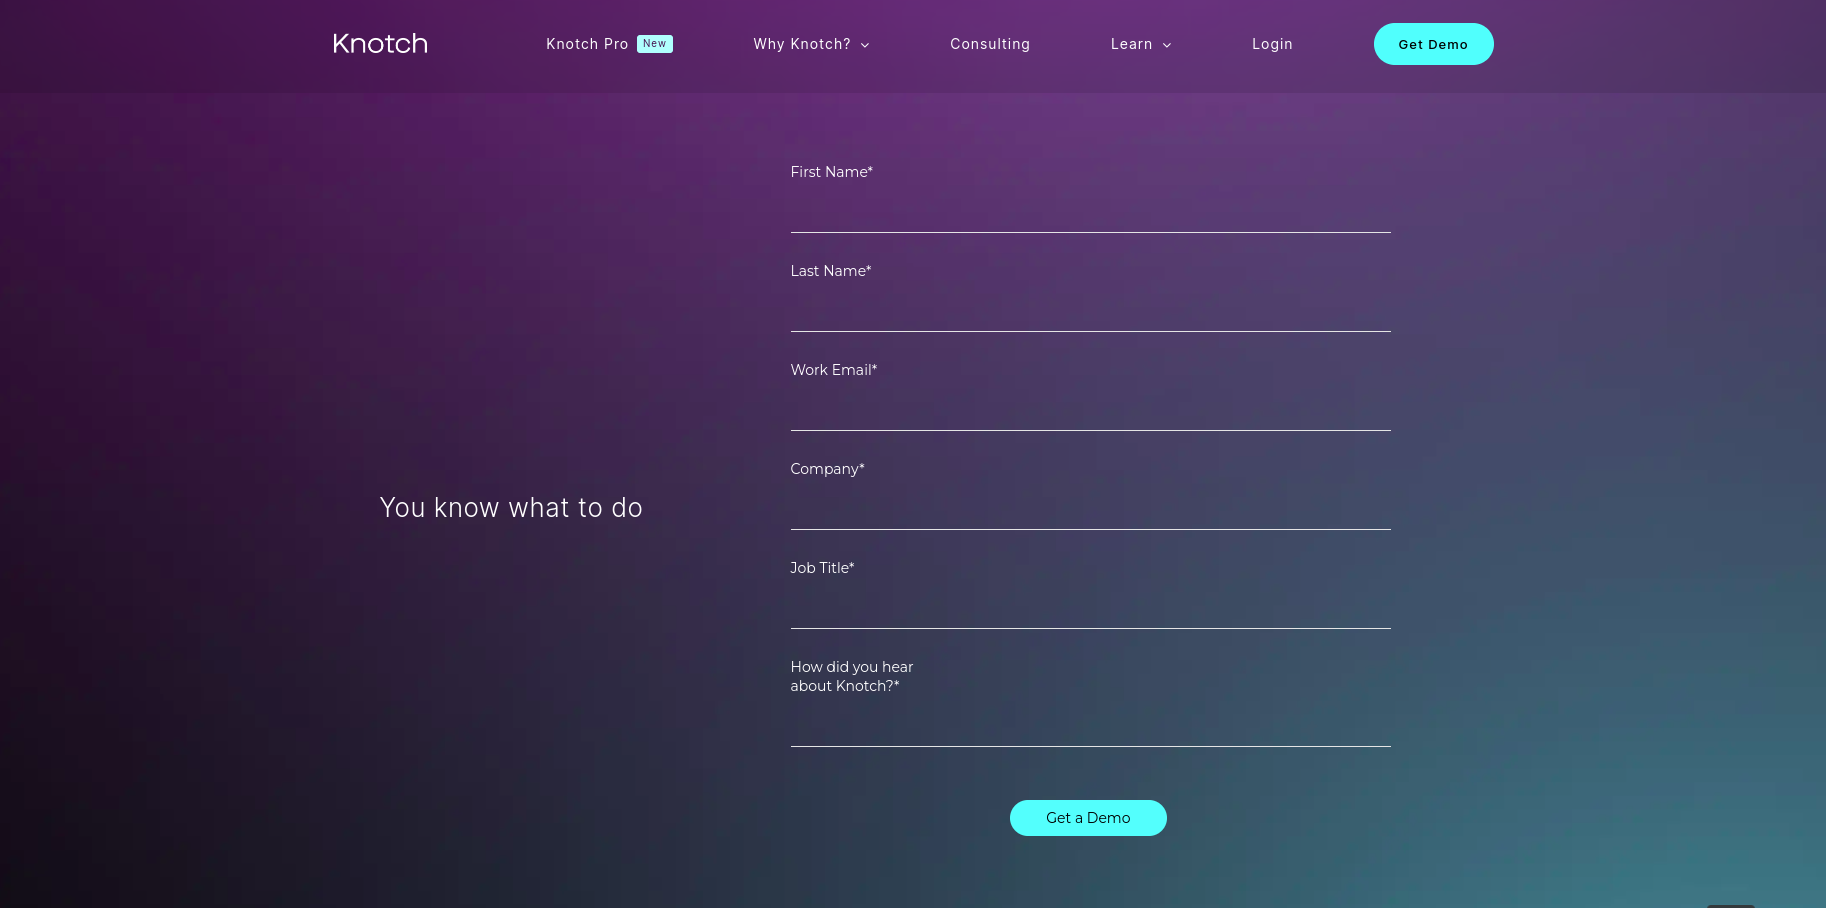 Knotch
Knotch Pro New
Why Knotch?
Consulting
Learn
Login
Get Demo
You know what to do
First Name*
Last Name*
Work Email*
Company*
Job Title*
How did you hear
about Knotch?*
Get a Demo